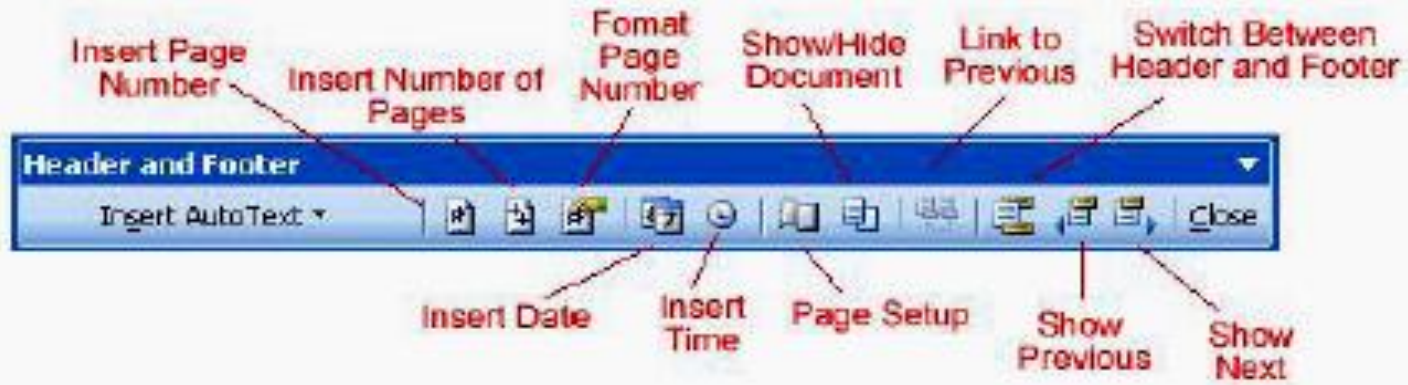 Insert Page
Number
Insert Number of
Pages
Fomat
Page
Number
Show/Hide
Document
Link to
Previous
Switch Between
Header and Footer
Header and Footer
Insert AutoText
Close
Insert Date
Insert
Time
Page Setup
Show
Previous
Show
Next